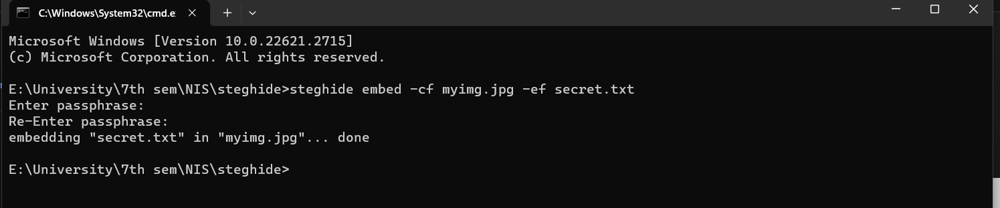 C:\Windows\System32\cmd.e
Microsoft Windows [Version 10.0.22621.2715]
(c) Microsoft Corporation. All rights reserved.
E:\University\7th sem\NIS\steghide>steghide embed -cf myimg.jpg -ef secret.txt
Enter passphrase:
Re-Enter passphrase:
embedding "secret.txt" in "myimg.jpg"... done
E:\University\7th sem\NIS\steghide>